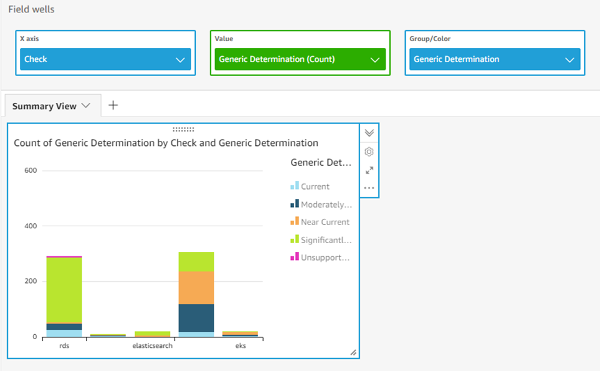 Field wells
X axis
Value
Group/Color
Check
Generic Determination (Count)
Generic Determination
Summary View
Count of Generic Determination by Check and Generic Determination
Generic Det...
600
400
200
0
Current
Moderately...
Near Current
Significantl...
Unsupport...
rds
elasticsearch
eks